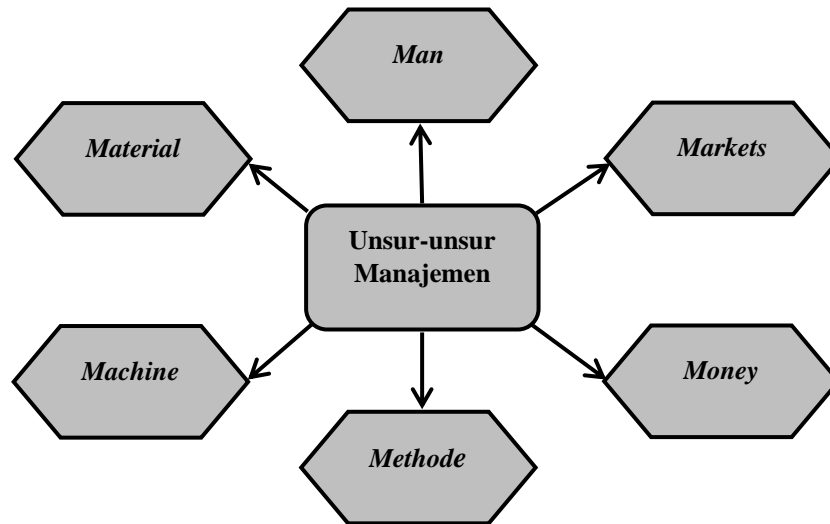 Man
Material
Markets
Unsur-unsur
Manajemen
Machine
Money
Methode